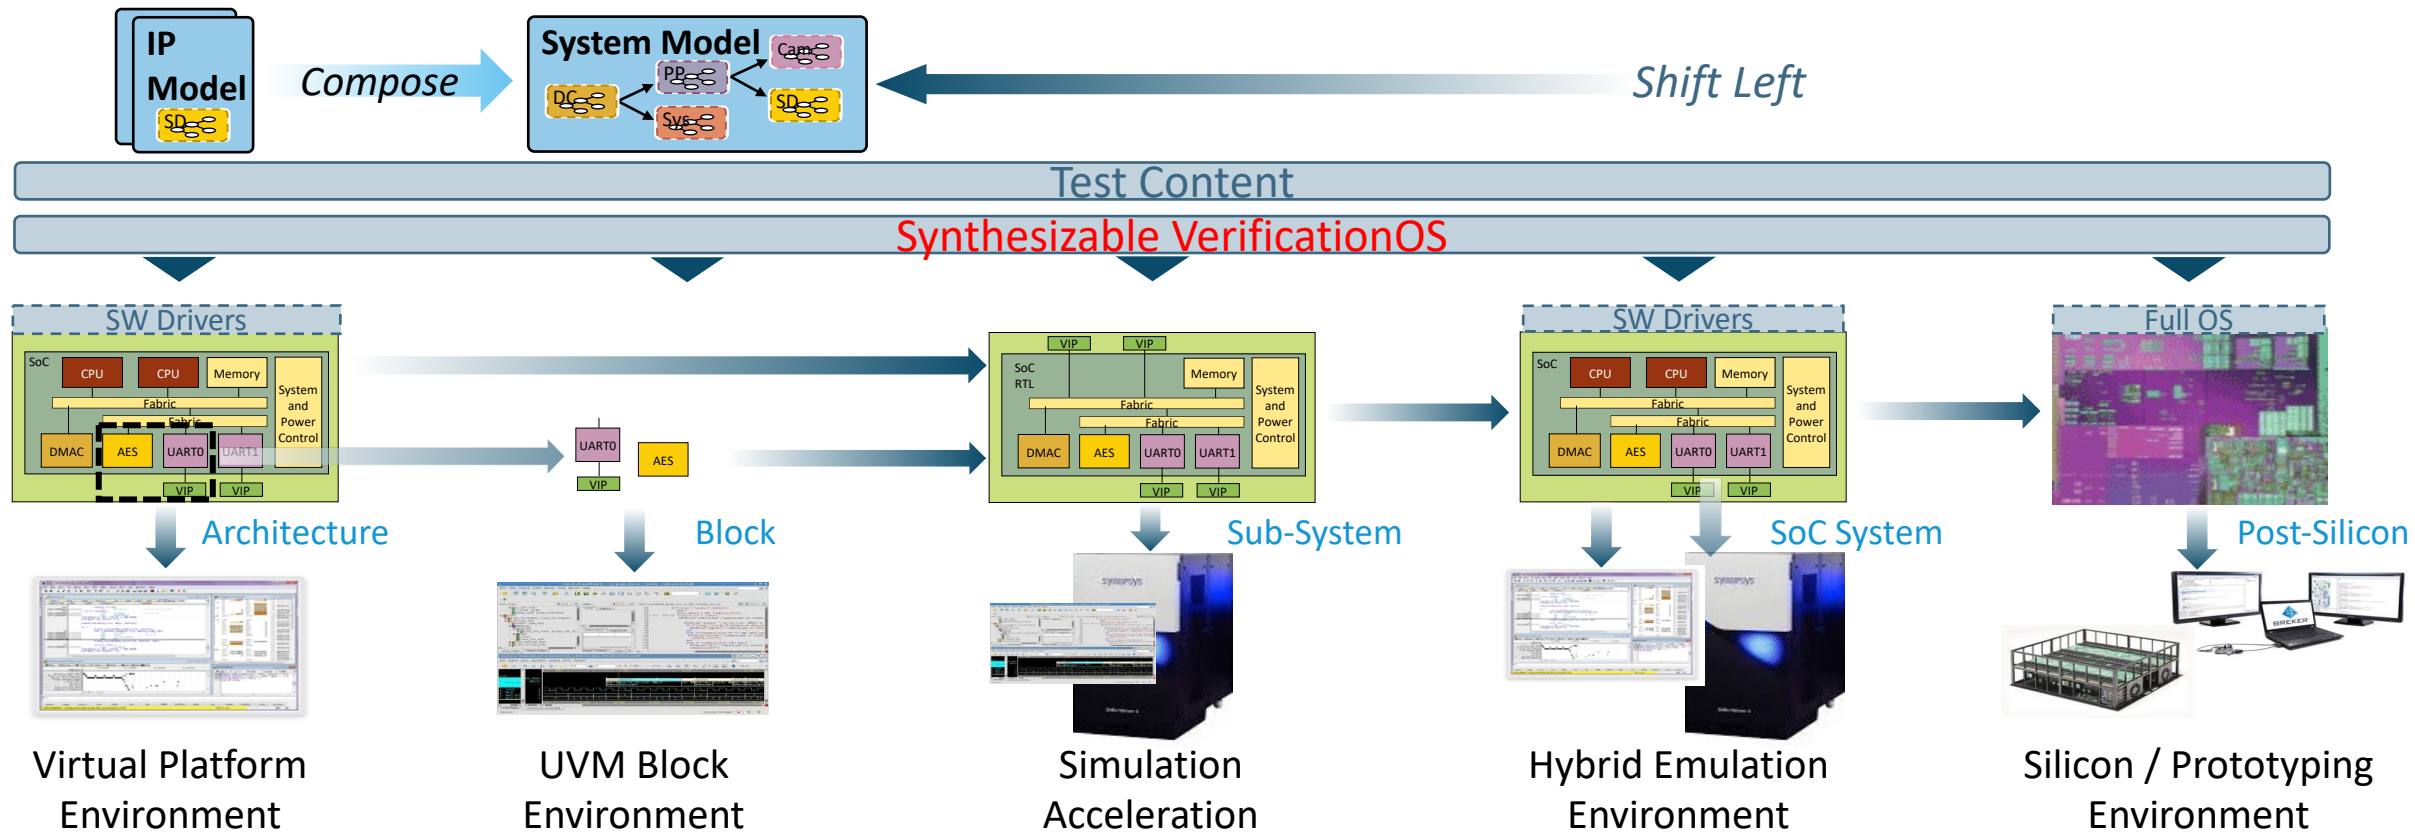 IP
Model
SD
Compose
System Model
Cam
PP
DC
SD
Sys
Shift Left
Test Content
Synthesizable VerificationOS
SW Drivers
SoC
CPU
CPU
Memory
System
and
Power
Control
Fabric
Fabric
DMAC
AES
UART0
UART1
VIP
VIP
UART0
VIP
AES
VIP
VIP
SoC
RTL
Memory
System
and
Power
Control
Fabric
Fabric
DMAC
AES
UART0
UART1
VIP
VIP
SW Drivers
SoC
CPU
CPU
Memory
System
and
Power
Control
Fabric
Fabric
DMAC
AES
UART0
UART1
VIP
VIP
Full OS
Architecture
Block
Sub-System
SoC System
Post-Silicon
SYNOPSYS
SYNOPSYS
BREKER
Virtual Platform
Environment
UVM Block
Environment
Simulation
Acceleration
Hybrid Emulation
Environment
Silicon / Prototyping
Environment